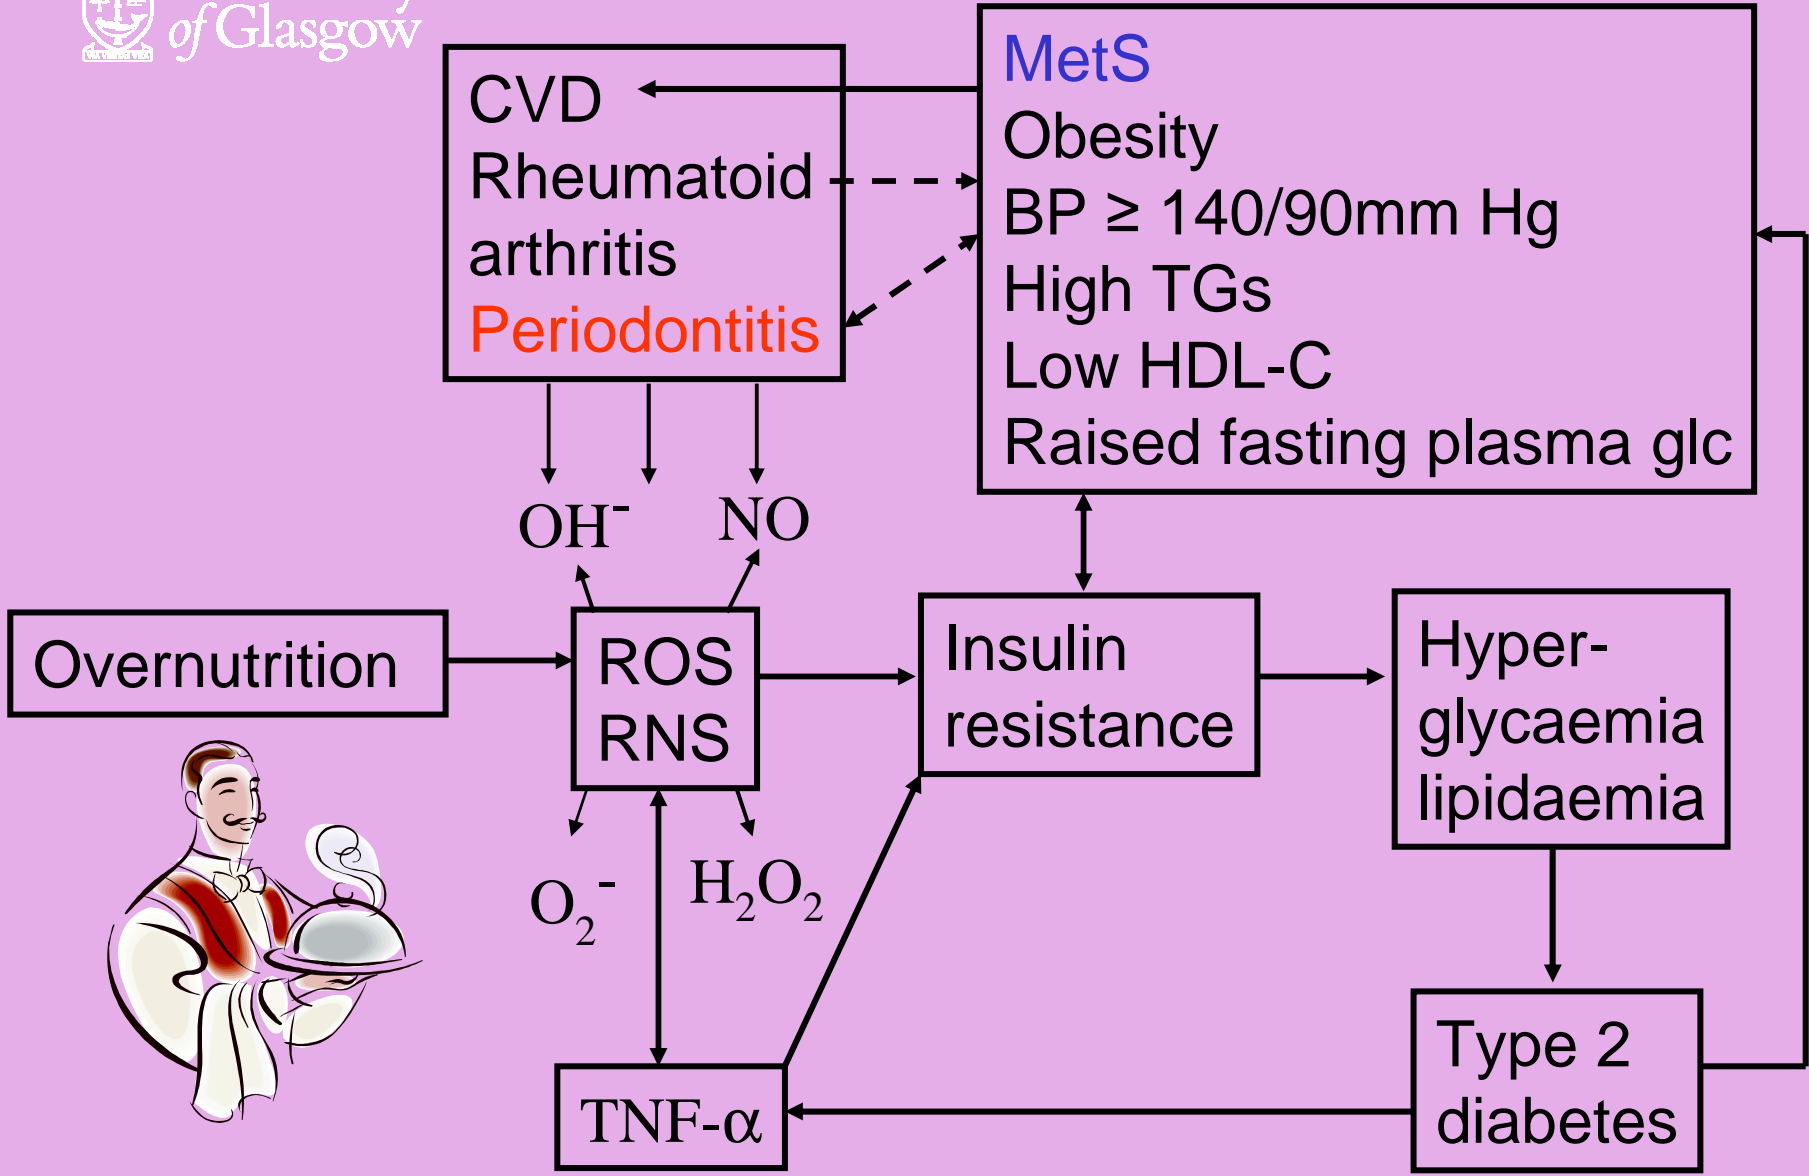 of Glasgow
CVD
Rheumatoid
arthritis
Periodontitis
MetS
Obesity
BP ≥ 140/90mm Hg
High TGs
Low HDL-C
Raised fasting plasma glc
OH⁻
NO
Overnutrition
ROS
RNS
Insulin
resistance
Hyper-
glycaemia
lipidaemia
O₂⁻
H₂O₂
TNF-α
Type 2
diabetes